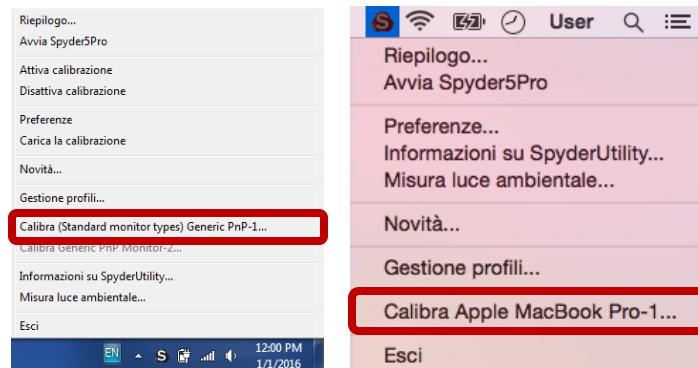 Riepilogo...
Avvia Spyder5Pro
Attiva calibrazione
Disattiva calibrazione
Preferenze
Carica la calibrazione
Novità...
Gestione profili...
Calibra (Standard monitor types) Generic PnP-1...
Calibra Generic PnP Monitor-2...
Informazioni su SpyderUtility...
Misura luce ambientale...
Esci
EN
S
12:00 PM
1/1/2016
S
User
Riepilogo...
Avvia Spyder5Pro
Preferenze...
Informazioni su SpyderUtility...
Misura luce ambientale...
Novità...
Gestione profili...
Calibra Apple MacBook Pro-1...
Esci